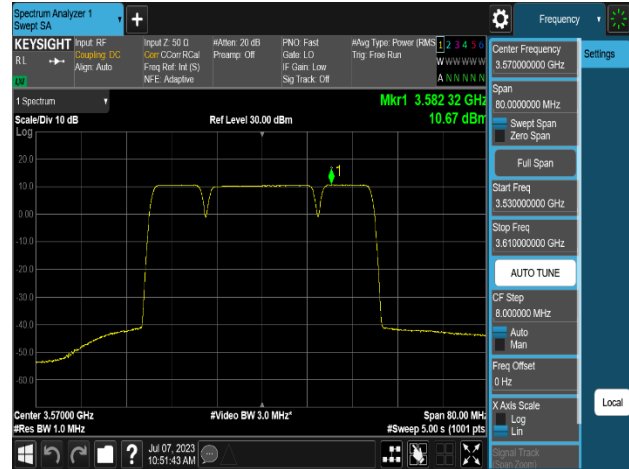 Spectrum Analyzer 1
Swept SA
+
Frequency
KEYSIGHT
RL
LW
Input: RF
Coupling: DC
Align: Auto
Input Z: 50 Ω
Corr CCorr RCal
Freq Ref: Int (S)
NFE: Adaptive
#Atten: 20 dB
Preamp: Off
PNO: Fast
Gate: LO
IF Gain: Low
Sig Track: Off
#Avg Type: Power (RMS
Trig: Free Run
1 2 3 4 5 6
W W W W W W
A N N N N N
1 Spectrum
Scale/Div 10 dB
Log
Ref Level 30.00 dBm
Mkr1 3.582 32 GHz
10.67 dBm
1
20.0
10.0
0.00
-10.0
-20.0
-30.0
-40.0
-50.0
-60.0
Center 3.57000 GHz
#Res BW 1.0 MHz
#Video BW 3.0 MHz*
Span 80.00 MHz
#Sweep 5.00 s (1001 pts
Jul 07, 2023
10:51:43 AM
?
Center Frequency
3.570000000 GHz
Span
80.0000000 MHz
Swept Span
Zero Span
Full Span
Start Freq
3.530000000 GHz
Stop Freq
3.610000000 GHz
AUTO TUNE
CF Step
8.000000 MHz
Auto
Man
Freq Offset
0 Hz
X Axis Scale
Log
Lin
Signal Track
(Span Zoom)
Settings
Local